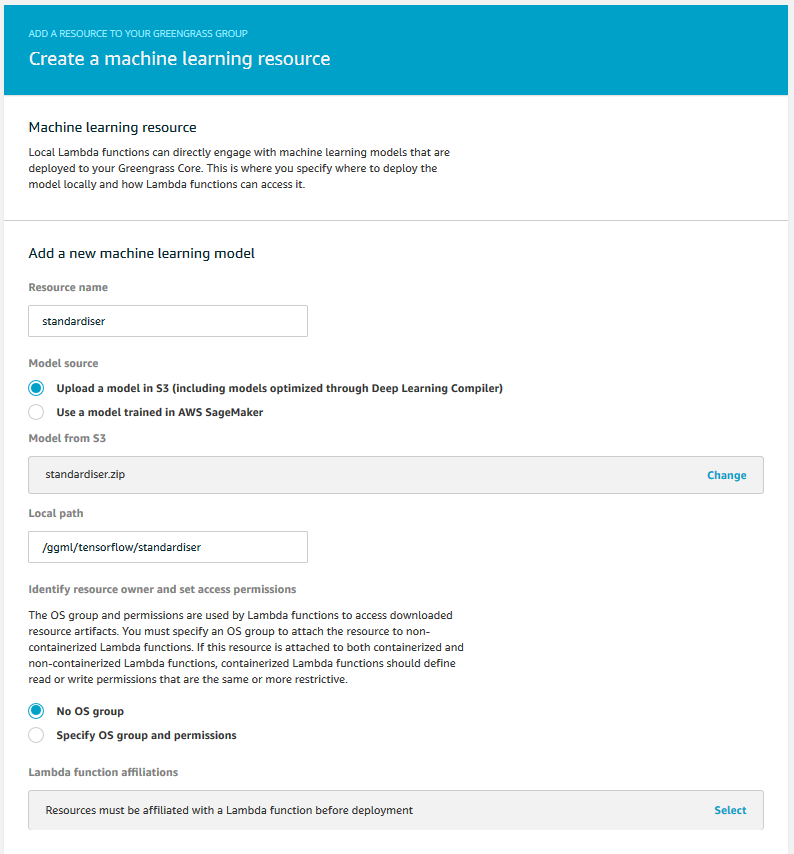 ADD A RESOURCE TO YOUR GREENGRASS GROUP
Create a machine learning resource
Machine learning resource
Local Lambda functions can directly engage with machine learning models that are
deployed to your Greengrass Core. This is where you specify where to deploy the
model locally and how Lambda functions can access it.
Add a new machine learning model
Resource name
standardiser
Model source
Upload a model in S3 (including models optimized through Deep Learning Compiler)
Use a model trained in AWS SageMaker
Model from S3
standardiser.zip Change
Local path
/ggml/tensorflow/standardiser
Identify resource owner and set access permissions
The OS group and permissions are used by Lambda functions to access downloaded
resource artifacts. You must specify an OS group to attach the resource to non-
containerized Lambda functions. If this resource is attached to both containerized and
non-containerized Lambda functions, containerized Lambda functions should define
read or write permissions that are the same or more restrictive.
No OS group
Specify OS group and permissions
Lambda function affiliations
Resources must be affiliated with a Lambda function before deployment Select